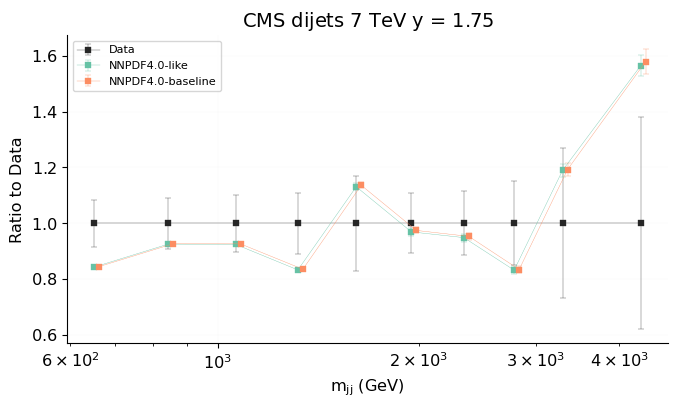 CMS dijets 7 TeV y = 1.75
Data
NNPDF4.0-like
NNPDF4.0-baseline
Ratio to Data
1.6
1.4
1.2
1.0
0.8
0.6
6 × 10² 10³ 2 × 10³ 3 × 10³ 4 × 10³
m_jj (GeV)